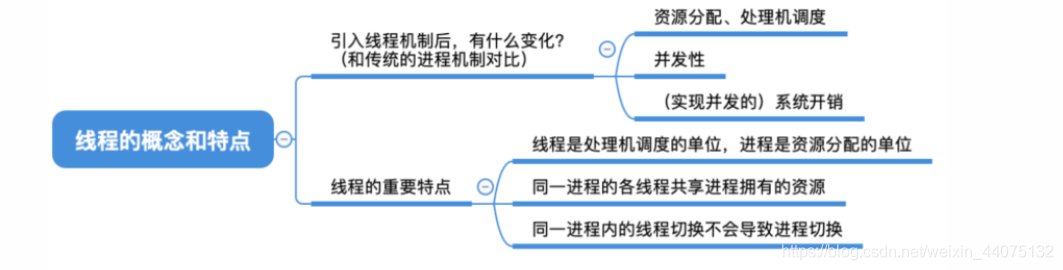 线程的概念和特点
引入线程机制后，有什么变化？
（和传统的进程机制对比）
资源分配、处理机调度
并发性
（实现并发的）系统开销
线程的重要特点
线程是处理机调度的单位，进程是资源分配的单位
同一进程的各线程共享进程拥有的资源
同一进程内的线程切换不会导致进程切换
https://blog.csdn.net/weixin_44075132